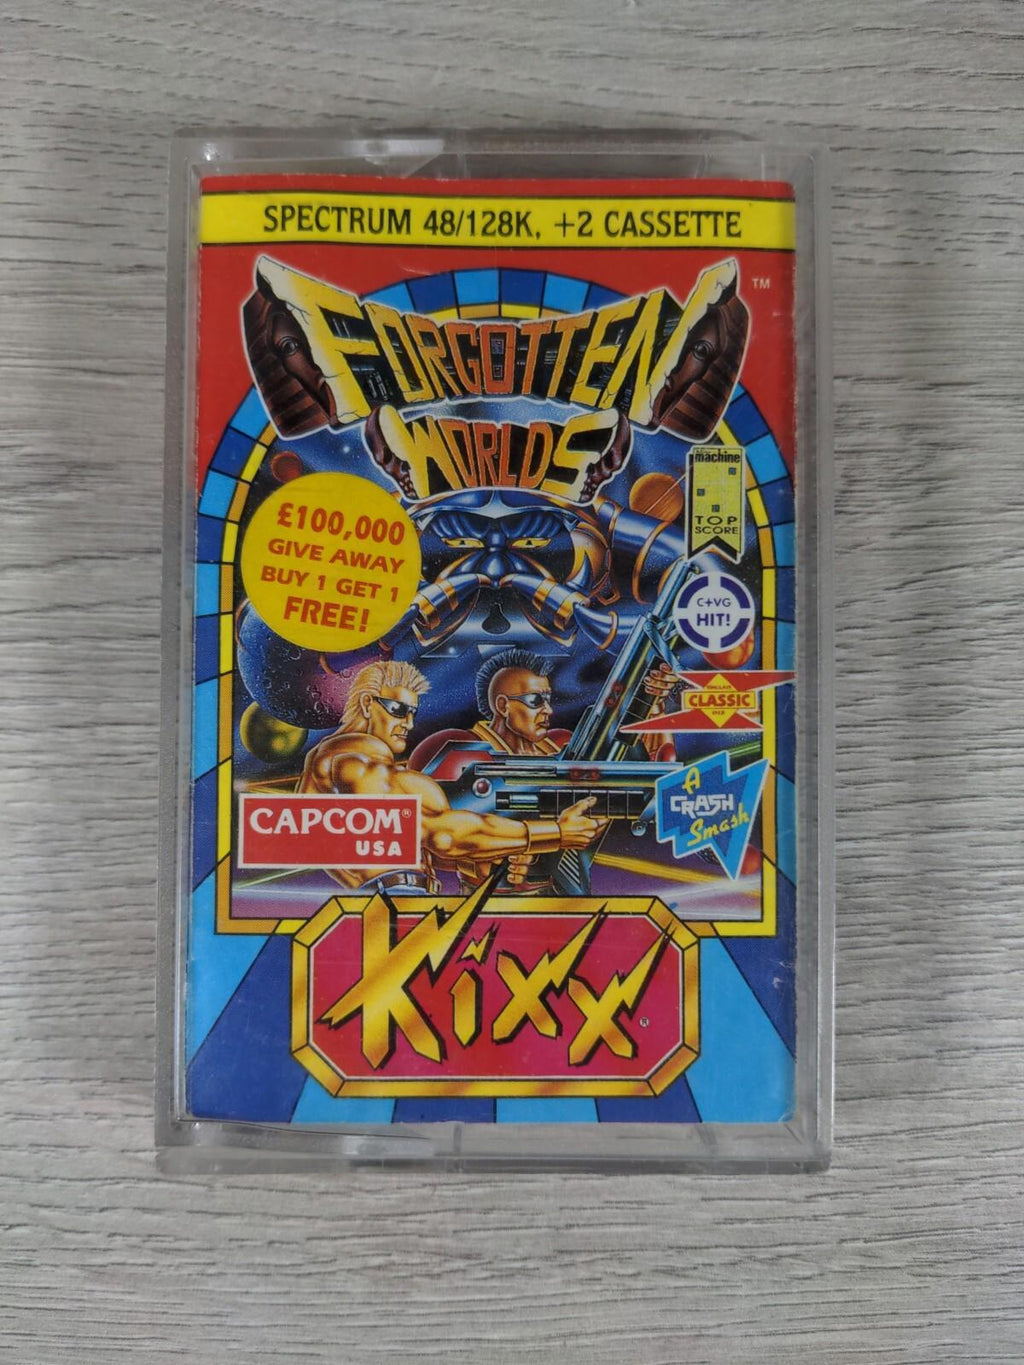 SPECTRUM 48/128K, +2 CASSETTE
FORGOTTEN
TM
WORLDS
£100,000
GIVE AWAY
BUY 1 GET 1
FREE!
machine
TOP
SCORE
C+VG
HIT!
CLASSIC
A
CRASH
Smash
CAPCOM®
USA
Kixx®